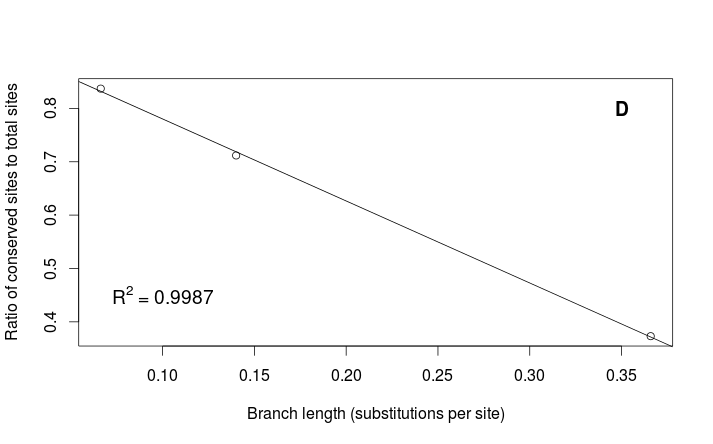 D
Ratio of conserved sites to total sites
0.8
0.7
0.6
0.5
0.4
R² = 0.9987
0.10 0.15 0.20 0.25 0.30 0.35
Branch length (substitutions per site)